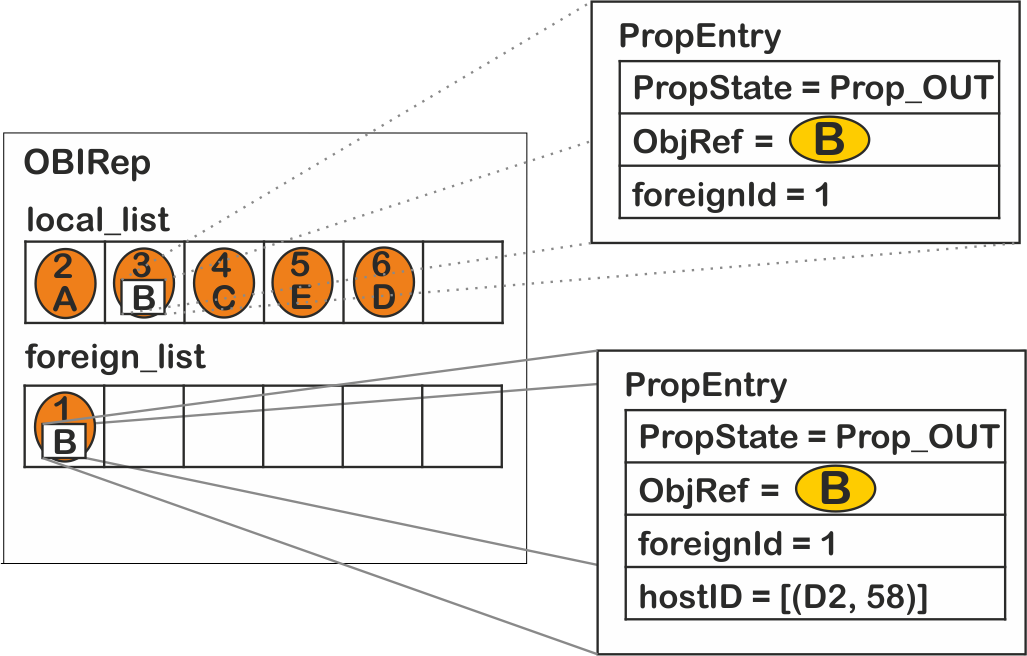 OBIRep
local_list
2 3 4 5 6
A B C E D
foreign_list
1
B
PropEntry
PropState = Prop_OUT
ObjRef = B
foreignId = 1
PropEntry
PropState = Prop_OUT
ObjRef = B
foreignId = 1
hostID = [(D2, 58)]